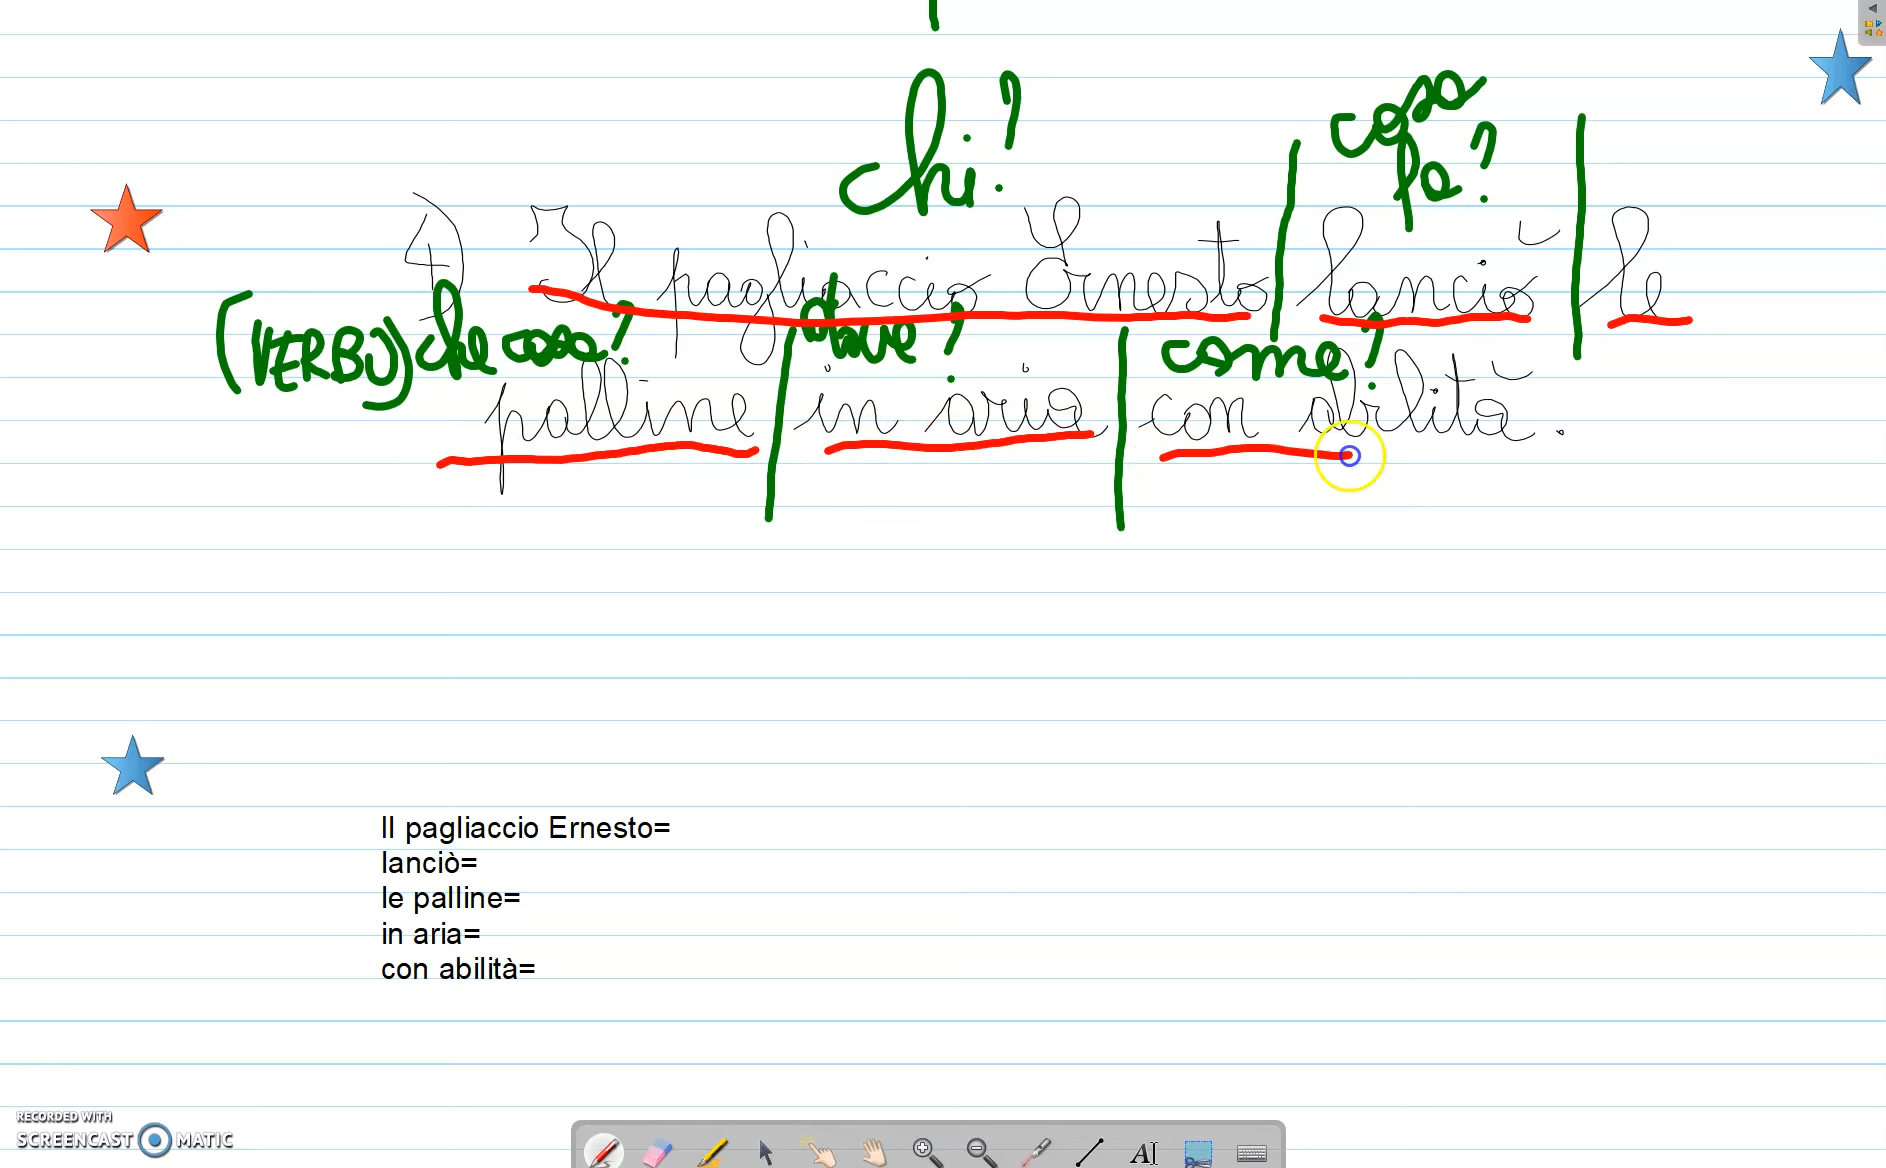 chi? cosa
fa?
4) Il pagliaccio Ernesto lanciò le
(VERBO) che cosa? dove? come?
palline in aria con abilità.
Il pagliaccio Ernesto=
lanciò=
le palline=
in aria=
con abilità=
RECORDED WITH
SCREENCAST MATIC